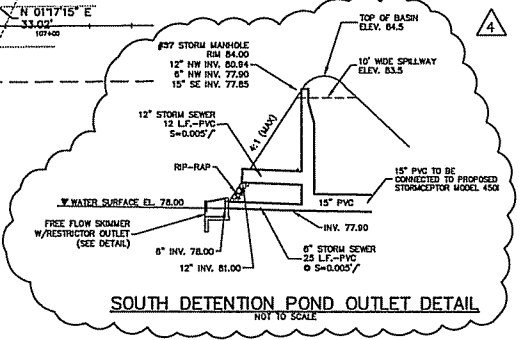 N 01°17'15" E
33.02'
107+00
4
TOP OF BASIN
ELEV. 84.5
10' WIDE SPILLWAY
ELEV. 83.5
#37 STORM MANHOLE
RIM 84.00
12" NW INV. 80.94
6" NW INV. 77.90
15" SE INV. 77.85
12" STORM SEWER
12 L.F.-PVC
S=0.005'/'
4:1 (MAX)
RIP-RAP
15" PVC TO BE
CONNECTED TO PROPOSED
STORMCEPTOR MODEL 450I
WATER SURFACE EL. 78.00
15" PVC
FREE FLOW SKIMMER
W/RESTRICTOR OUTLET
(SEE DETAIL)
INV. 77.90
6" INV. 78.00
12" INV. 81.00
6" STORM SEWER
25 L.F.-PVC
@ S=0.005'/'
SOUTH DETENTION POND OUTLET DETAIL
NOT TO SCALE